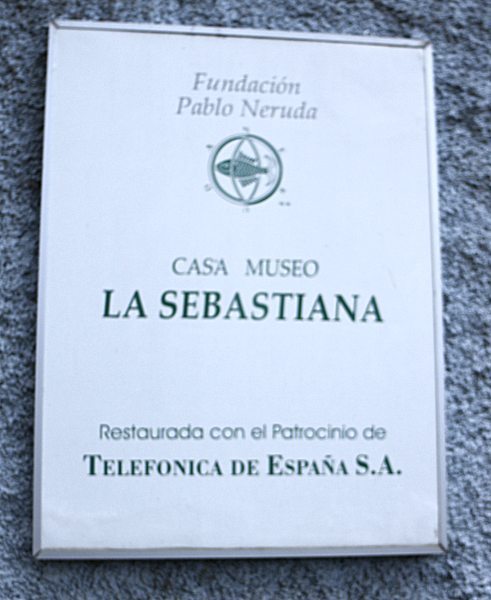 Fundación
Pablo Neruda
CASA MUSEO
LA SEBASTIANA
Restaurada con el Patrocinio de
TELEFONICA DE ESPAÑA S.A.